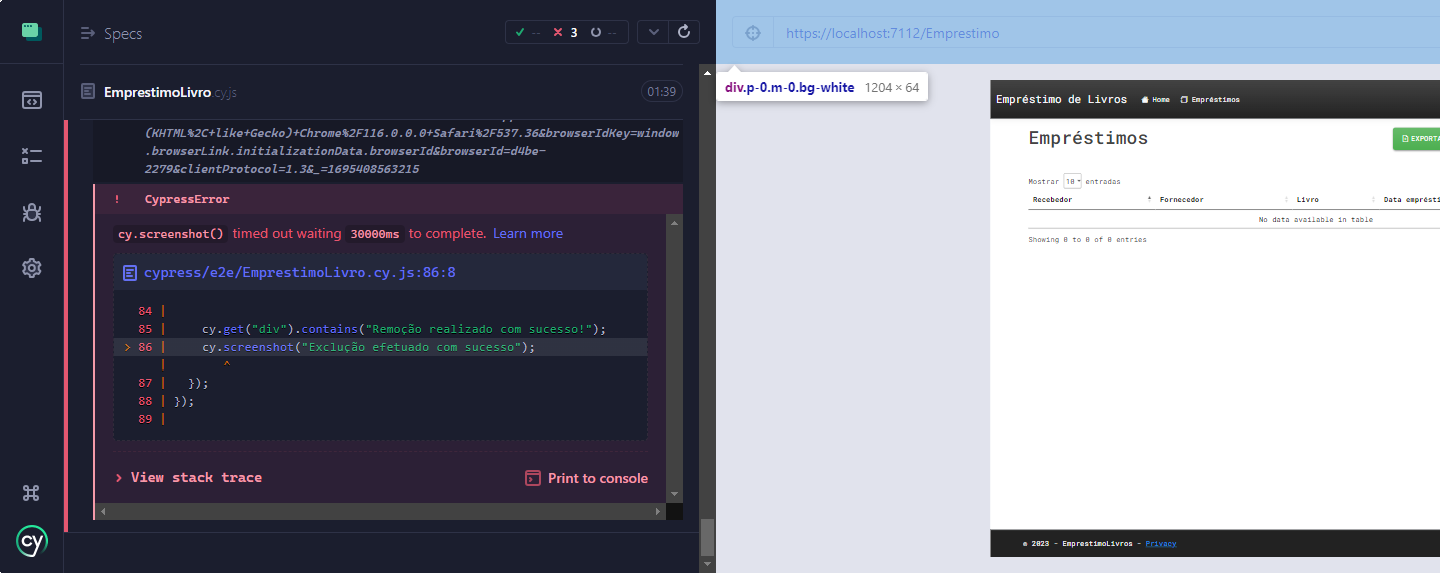 Specs
-- 3 --
https://localhost:7112/Emprestimo
EmprestimoLivro.cy.js
01:39
(KHTML%2C+like+Gecko)+Chrome%2F116.0.0.0+Safari%2F537.36&browserIdKey=window
.browserLink.initializationData.browserId&browserId=d4be-
2279&clientProtocol=1.3&_=1695408563215
! CypressError
cy.screenshot() timed out waiting 30000ms to complete. Learn more
cypress/e2e/EmprestimoLivro.cy.js:86:8
84 |
85 | cy.get("div").contains("Remoção realizado com sucesso!");
> 86 | cy.screenshot("Exclução efetuado com sucesso");
| ^
87 | });
88 | });
89 |
> View stack trace
Print to console
cy
div.p-0.m-0.bg-white 1204 × 64
Empréstimo de Livros Home Empréstimos
Empréstimos
EXPORTA
Mostrar 10 entradas
Recebedor Fornecedor Livro Data emprésti
No data available in table
Showing 0 to 0 of 0 entries
© 2023 - EmprestimoLivros - Privacy